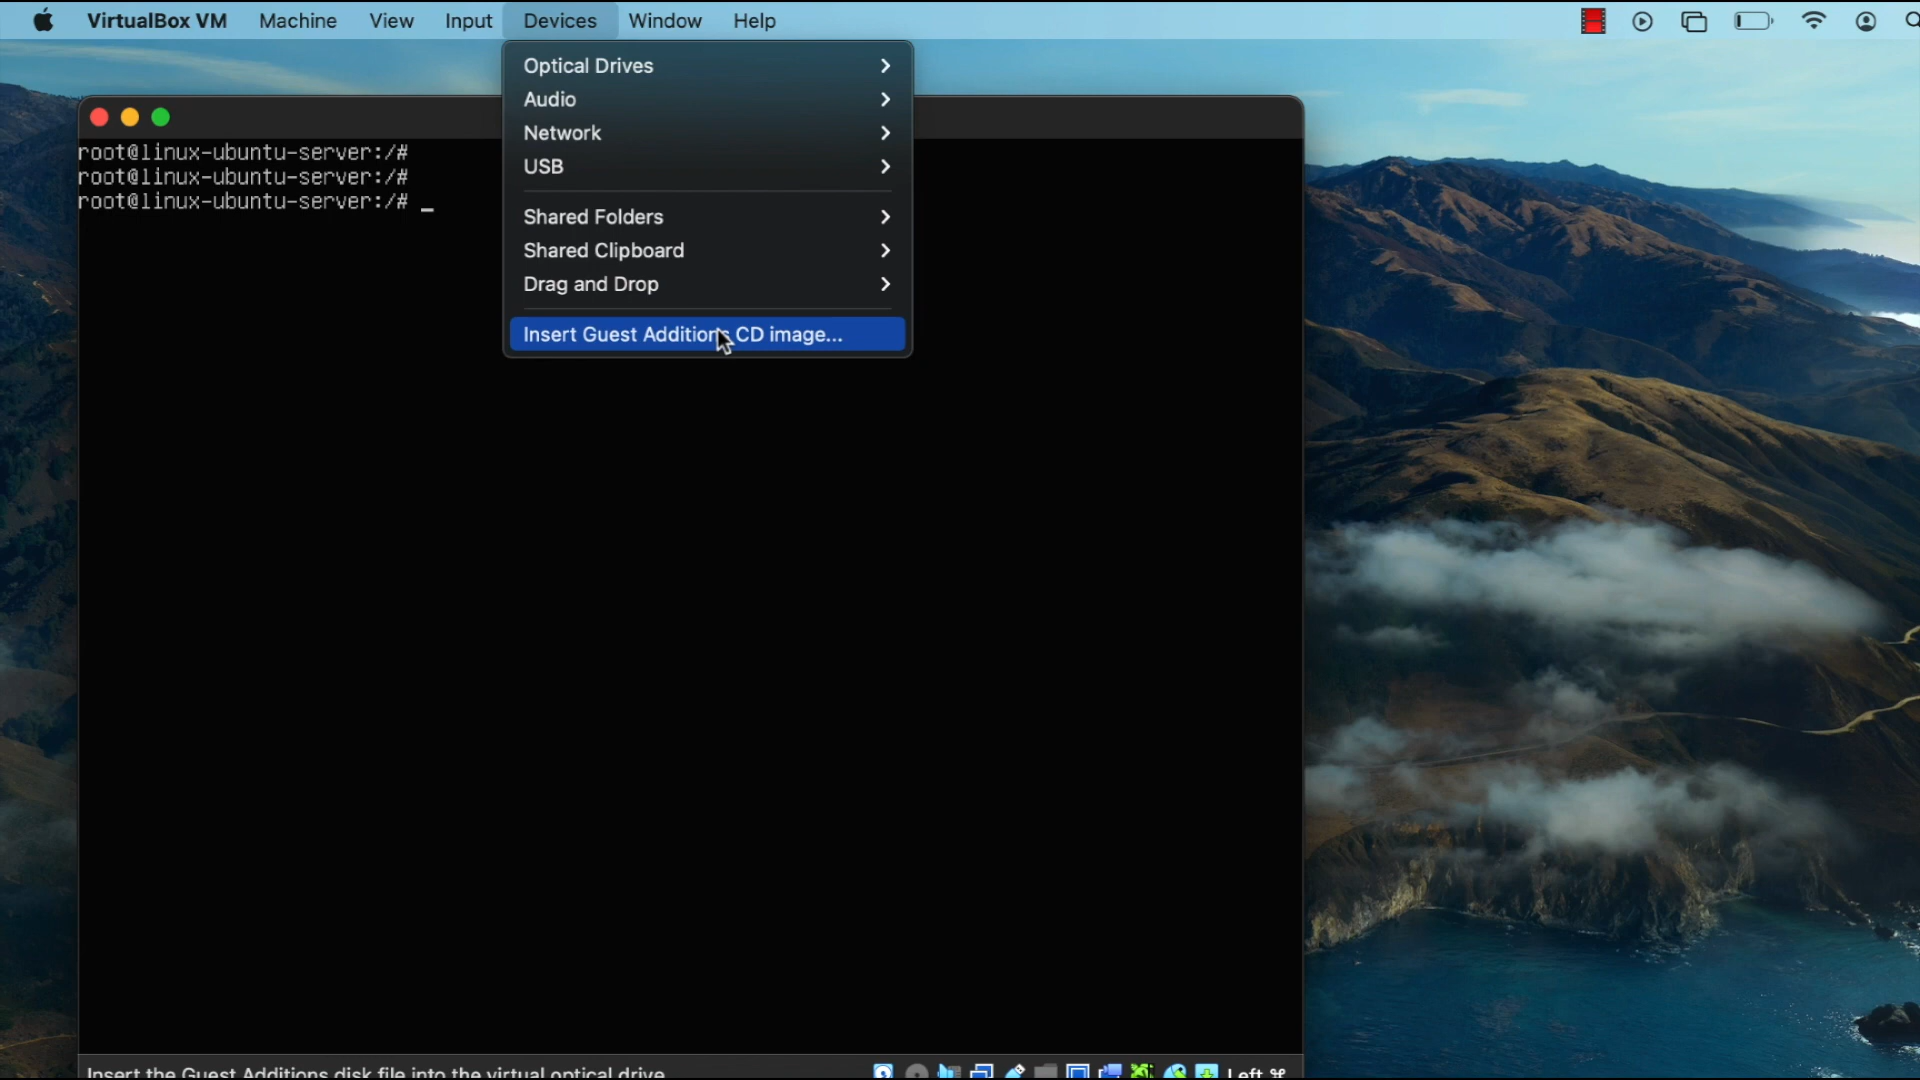 VirtualBox VM Machine View Input Devices Window Help
Optical Drives
Audio
Network
USB
Shared Folders
Shared Clipboard
Drag and Drop
Insert Guest Additions CD image...
root@linux-ubuntu-server:/#
root@linux-ubuntu-server:/#
root@linux-ubuntu-server:/# _
Insert the Guest Additions disk file into the virtual optical drive
Left ⌘